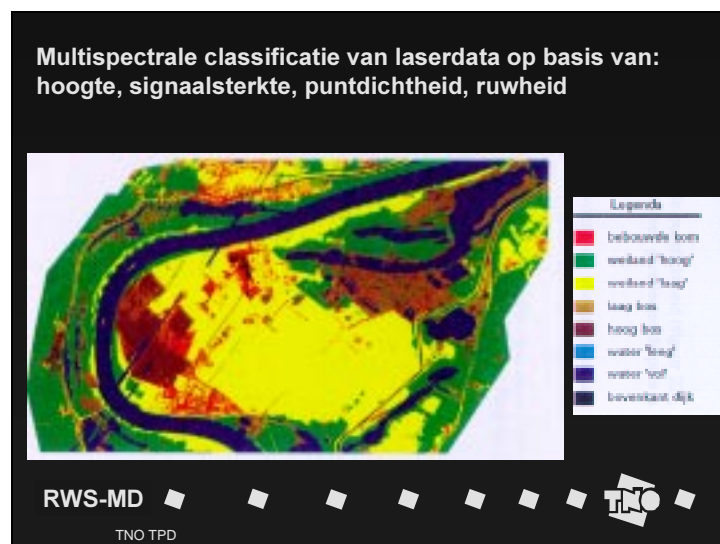 Multispectrale classificatie van laserdata op basis van:
hoogte, signaalsterkte, puntdichtheid, ruwheid
Legenda
bebouwde kom
weiland "hoog"
weiland "laag"
laag bos
hoog bos
water "leeg"
water "vol"
bovenkant dijk
RWS-MD
TNO
TNO TPD